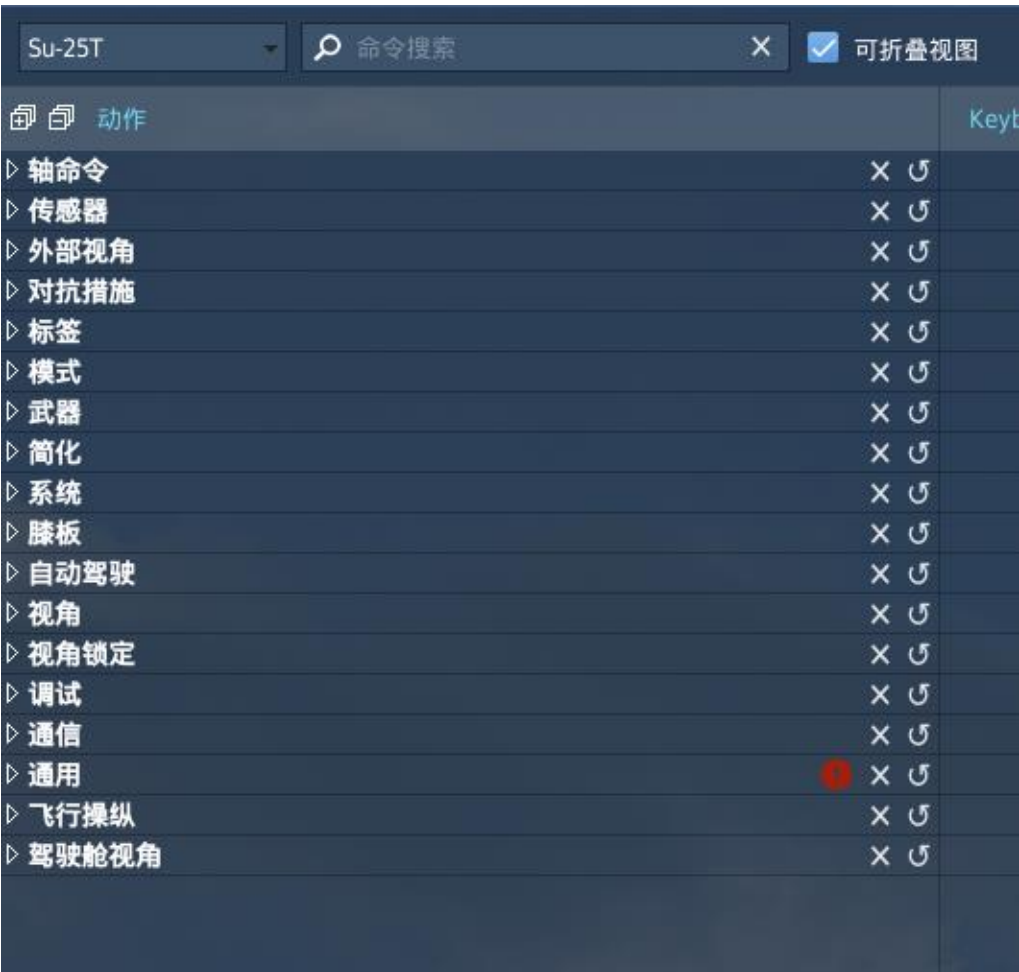 Su-25T 命令搜索 可折叠视图
动作 Keyb
轴命令
传感器
外部视角
对抗措施
标签
模式
武器
简化
系统
膝板
自动驾驶
视角
视角锁定
调试
通信
通用
飞行操纵
驾驶舱视角